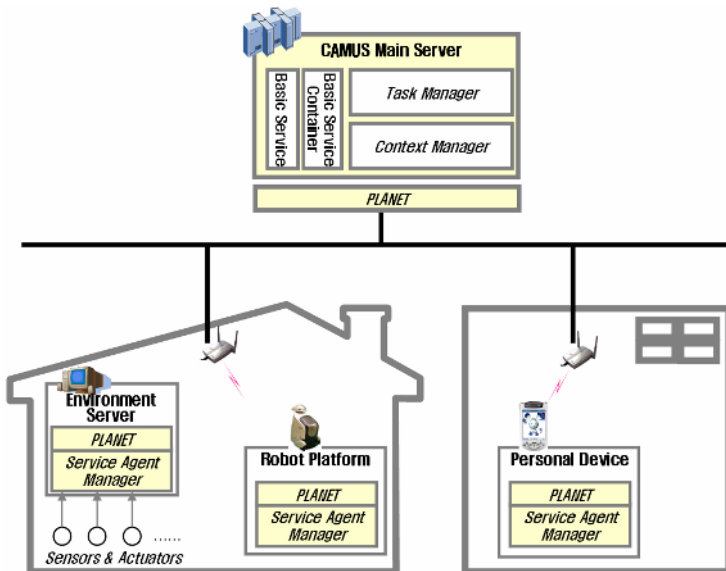 CAMUS Main Server
Basic Service
Basic Service
Container
Task Manager
Context Manager
PLANET
Environment
Server
PLANET
Service Agent
Manager
Sensors & Actuators
......
Robot Platform
PLANET
Service Agent
Manager
Personal Device
PLANET
Service Agent
Manager